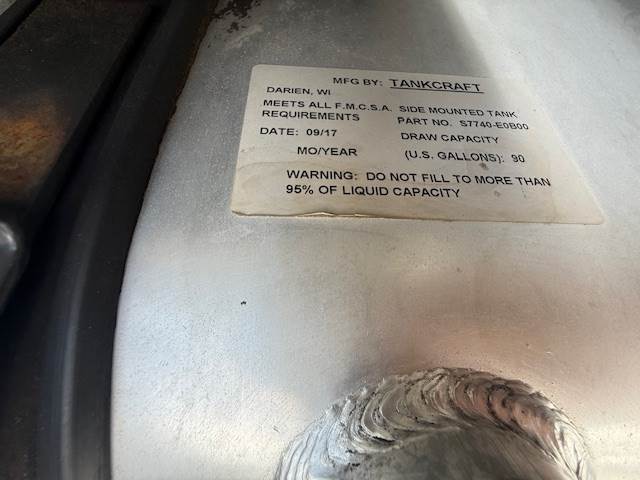 MFG BY: TANKCRAFT
DARIEN, WI
MEETS ALL F.M.C.S.A. SIDE MOUNTED TANK
REQUIREMENTS PART NO. S7740-E0B00
DATE: 09/17 DRAW CAPACITY
MO/YEAR (U.S. GALLONS): 90
WARNING: DO NOT FILL TO MORE THAN
95% OF LIQUID CAPACITY